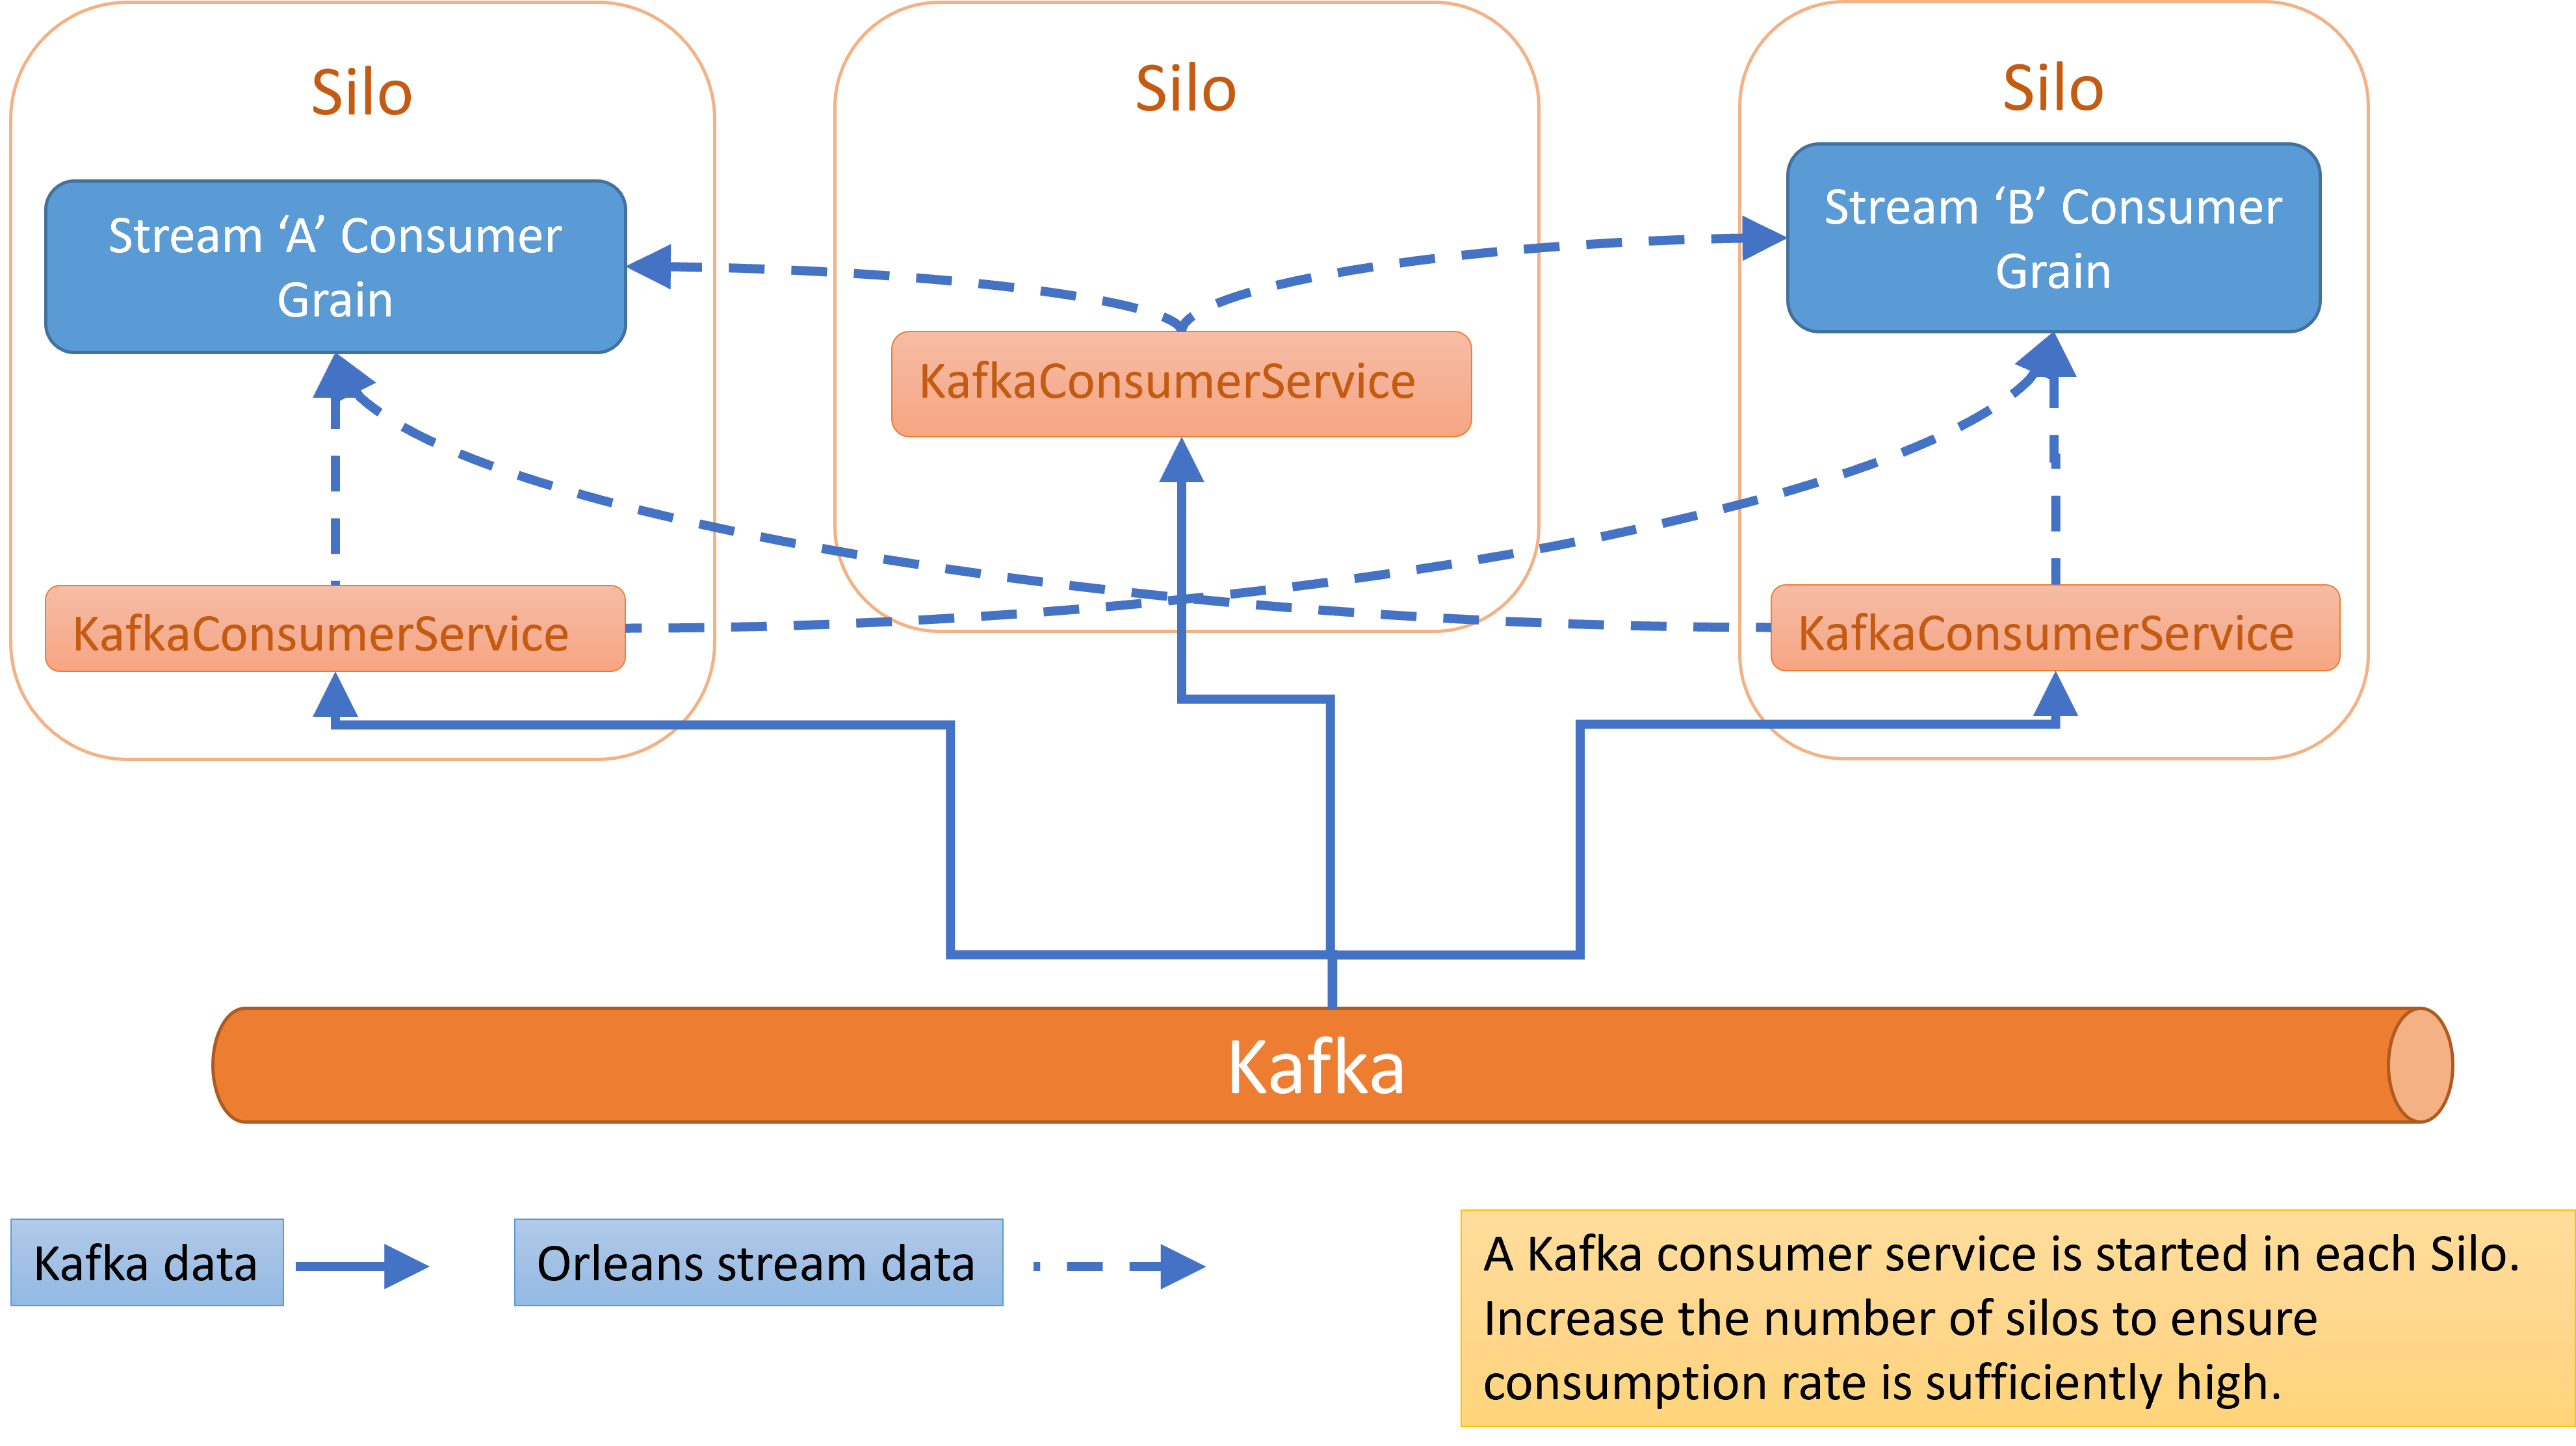 Silo
Stream ‘A’ Consumer
Grain
KafkaConsumerService
Silo
KafkaConsumerService
Silo
Stream ‘B’ Consumer
Grain
KafkaConsumerService
Kafka
Kafka data
Orleans stream data
A Kafka consumer service is started in each Silo.
Increase the number of silos to ensure
consumption rate is sufficiently high.